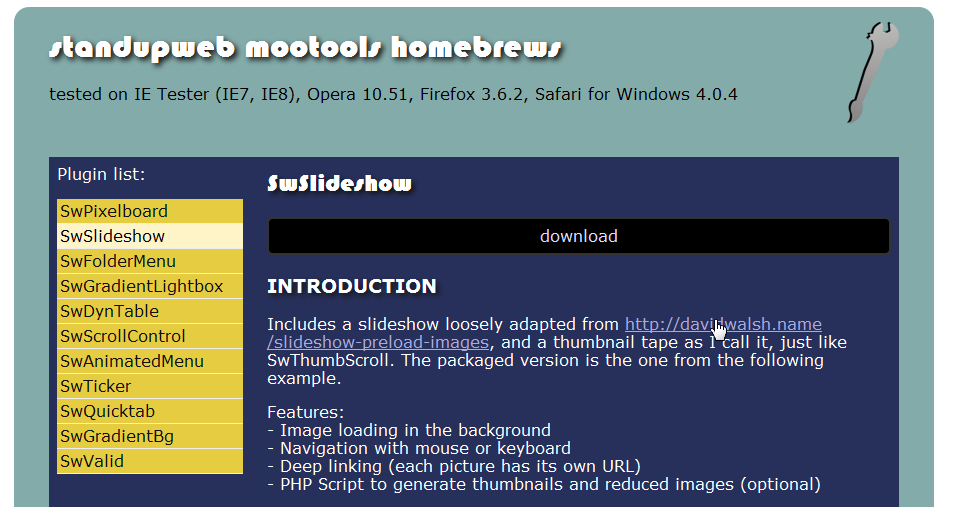 standupweb mootools homebrews
tested on IE Tester (IE7, IE8), Opera 10.51, Firefox 3.6.2, Safari for Windows 4.0.4
Plugin list:
SwPixelboard
SwSlideshow
SwFolderMenu
SwGradientLightbox
SwDynTable
SwScrollControl
SwAnimatedMenu
SwTicker
SwQuicktab
SwGradientBg
SwValid
SwSlideshow
download
INTRODUCTION
Includes a slideshow loosely adapted from http://davidwalsh.name
/slideshow-preload-images, and a thumbnail tape as I call it, just like
SwThumbScroll. The packaged version is the one from the following
example.
Features:
- Image loading in the background
- Navigation with mouse or keyboard
- Deep linking (each picture has its own URL)
- PHP Script to generate thumbnails and reduced images (optional)